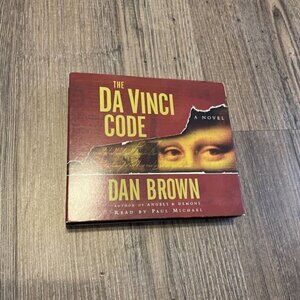 THE
DA VINCI
CODE
A NOVEL
DAN BROWN
AUTHOR OF ANGELS & DEMONS
READ BY PAUL MICHAEL